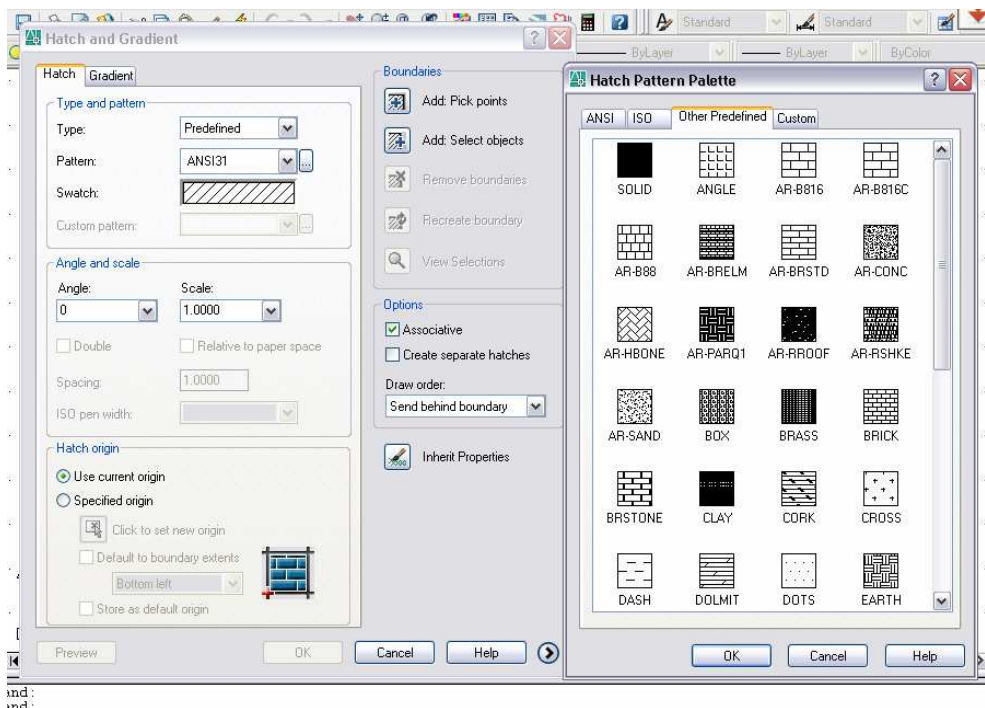 Standard Standard
ByLayer ByLayer ByColor
Hatch and Gradient
Hatch Gradient
Type and pattern
Type: Predefined
Pattern: ANSI31
Swatch:
Custom pattern:
Angle and scale
Angle: Scale:
0 1.0000
Double Relative to paper space
Spacing: 1.0000
ISO pen width:
Hatch origin
Use current origin
Specified origin
Click to set new origin
Default to boundary extents
Bottom left
Store as default origin
Preview OK Cancel Help
Boundaries
Add: Pick points
Add: Select objects
Remove boundaries
Recreate boundary
View Selections
Options
Associative
Create separate hatches
Draw order:
Send behind boundary
Inherit Properties
Hatch Pattern Palette
ANSI ISO Other Predefined Custom
SOLID ANGLE AR-B816 AR-B816C
AR-B88 AR-BRELM AR-BRSTD AR-CONC
AR-HBONE AR-PARQ1 AR-RROOF AR-RSHKE
AR-SAND BOX BRASS BRICK
BRSTONE CLAY CORK CROSS
DASH DOLMIT DOTS EARTH
OK Cancel Help
and:
and: